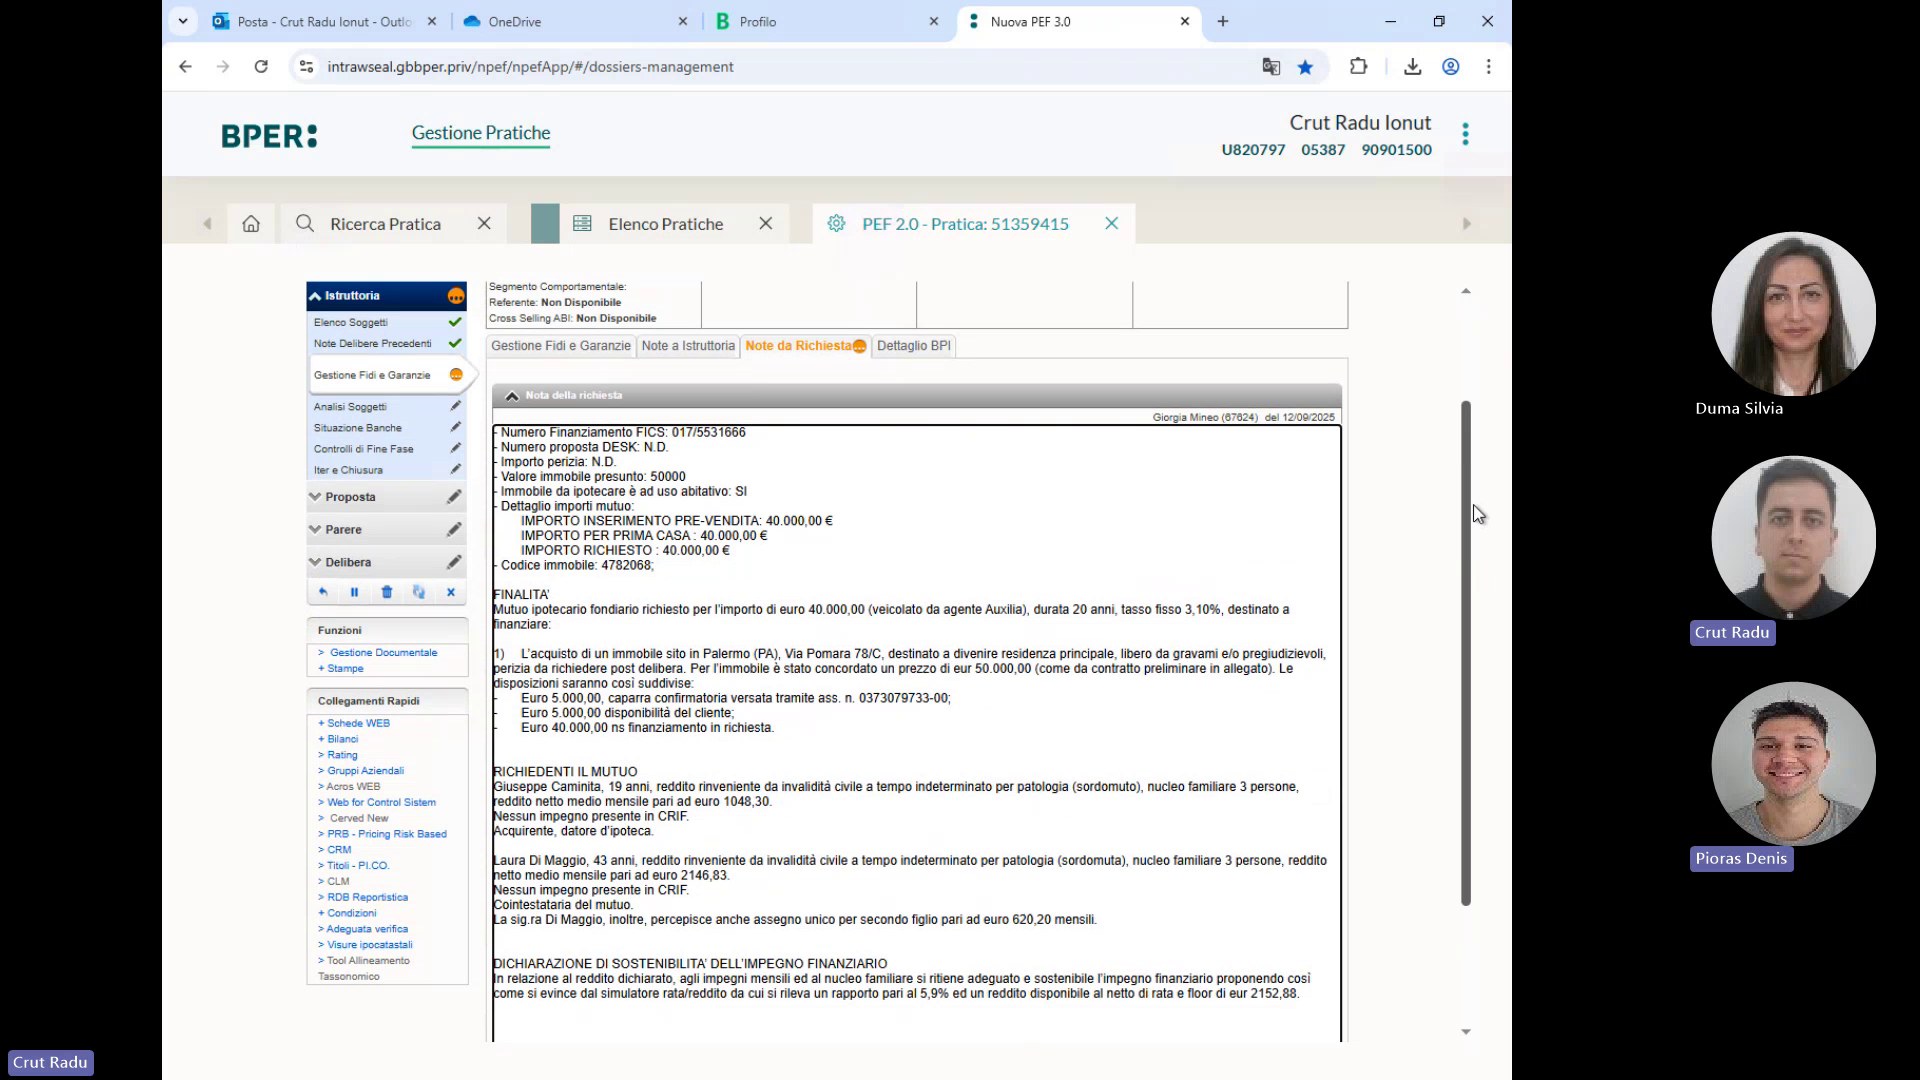 Posta - Crut Radu Ionut - Outlo
OneDrive
Profilo
Nuova PEF 3.0
intrawseal.gbbper.priv/npef/npefApp/#/dossiers-management
BPER:
Gestione Pratiche
Crut Radu Ionut
U820797 05387 90901500
Ricerca Pratica
Elenco Pratiche
PEF 2.0 - Pratica: 51359415
Istruttoria
Elenco Soggetti
Note Delibere Precedenti
Gestione Fidi e Garanzie
Analisi Soggetti
Situazione Banche
Controlli di Fine Fase
Iter e Chiusura
Proposta
Parere
Delibera
Funzioni
> Gestione Documentale
+ Stampe
Collegamenti Rapidi
+ Schede WEB
+ Bilanci
> Rating
> Gruppi Aziendali
> Acros WEB
> Web for Control Sistem
> Cerved New
> PRB - Pricing Risk Based
> CRM
> Titoli - PI.CO.
> CLM
> RDB Reportistica
+ Condizioni
> Adeguata verifica
> Visure ipocatastali
> Tool Allineamento
Tassonomico
Segmento Comportamentale:
Referente: Non Disponibile
Cross Selling ABI: Non Disponibile
Gestione Fidi e Garanzie
Note a Istruttoria
Note da Richiesta
Dettaglio BPI
Nota della richiesta
Giorgia Mineo (67624) del 12/09/2025
- Numero Finanziamento FICS: 017/5531666
- Numero proposta DESK: N.D.
- Importo perizia: N.D.
- Valore immobile presunto: 50000
- Immobile da ipotecare è ad uso abitativo: SI
- Dettaglio importi mutuo:
IMPORTO INSERIMENTO PRE-VENDITA: 40.000,00 €
IMPORTO PER PRIMA CASA : 40.000,00 €
IMPORTO RICHIESTO : 40.000,00 €
- Codice immobile: 4782068;
FINALITA'
Mutuo ipotecario fondiario richiesto per l'importo di euro 40.000,00 (veicolato da agente Auxilia), durata 20 anni, tasso fisso 3,10%, destinato a
finanziare:
1) L'acquisto di un immobile sito in Palermo (PA), Via Pomara 78/C, destinato a divenire residenza principale, libero da gravami e/o pregiudizievoli,
perizia da richiedere post delibera. Per l'immobile è stato concordato un prezzo di eur 50.000,00 (come da contratto preliminare in allegato). Le
disposizioni saranno così suddivise:
- Euro 5.000,00, caparra confirmatoria versata tramite ass. n. 0373079733-00;
- Euro 5.000,00 disponibilità del cliente;
- Euro 40.000,00 ns finanziamento in richiesta.
RICHIEDENTI IL MUTUO
Giuseppe Caminita, 19 anni, reddito rinveniente da invalidità civile a tempo indeterminato per patologia (sordomuto), nucleo familiare 3 persone,
reddito netto medio mensile pari ad euro 1048,30.
Nessun impegno presente in CRIF.
Acquirente, datore d'ipoteca.
Laura Di Maggio, 43 anni, reddito rinveniente da invalidità civile a tempo indeterminato per patologia (sordomuta), nucleo familiare 3 persone, reddito
netto medio mensile pari ad euro 2146,83.
Nessun impegno presente in CRIF.
Cointestataria del mutuo.
La sig.ra Di Maggio, inoltre, percepisce anche assegno unico per secondo figlio pari ad euro 620,20 mensili.
DICHIARAZIONE DI SOSTENIBILITA' DELL'IMPEGNO FINANZIARIO
In relazione al reddito dichiarato, agli impegni mensili ed al nucleo familiare si ritiene adeguato e sostenibile l'impegno finanziario proponendo così
come si evince dal simulatore rata/reddito da cui si rileva un rapporto pari al 5,9% ed un reddito disponibile al netto di rata e floor di eur 2152,88.
Duma Silvia
Crut Radu
Pioras Denis
Crut Radu